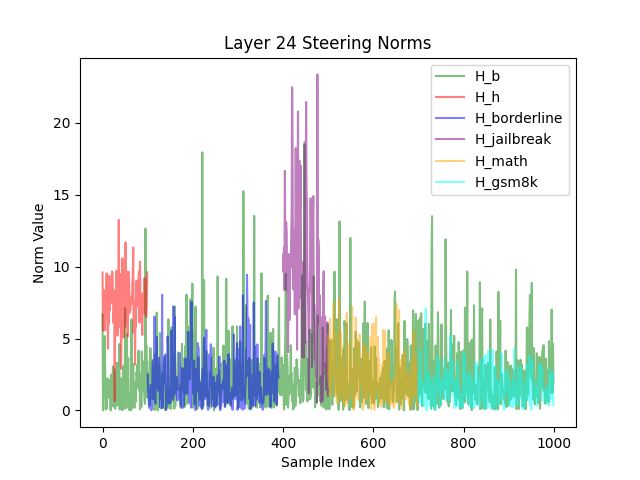 Layer 24 Steering Norms
H_b
H_h
H_borderline
H_jailbreak
H_math
H_gsm8k
Norm Value
20
15
10
5
0
0
200
400
600
800
1000
Sample Index